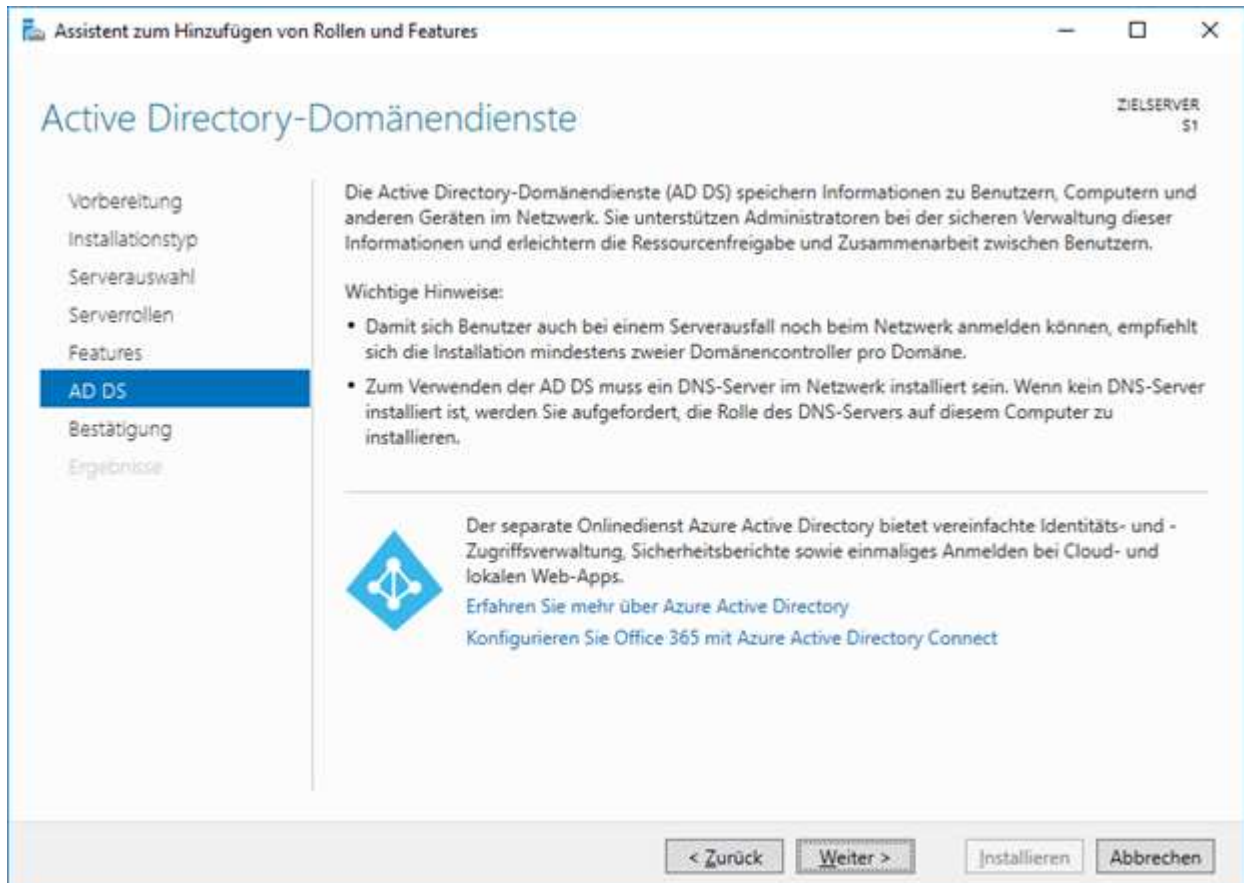 Assistent zum Hinzufügen von Rollen und Features
Active Directory-Domänendienste
ZIELSERVER
S1
Vorbereitung
Installationstyp
Serverauswahl
Serverrollen
Features
AD DS
Bestätigung
Ergebnisse
Die Active Directory-Domänendienste (AD DS) speichern Informationen zu Benutzern, Computern und
anderen Geräten im Netzwerk. Sie unterstützen Administratoren bei der sicheren Verwaltung dieser
Informationen und erleichtern die Ressourcenfreigabe und Zusammenarbeit zwischen Benutzern.
Wichtige Hinweise:
• Damit sich Benutzer auch bei einem Serverausfall noch beim Netzwerk anmelden können, empfiehlt
sich die Installation mindestens zweier Domänencontroller pro Domäne.
• Zum Verwenden der AD DS muss ein DNS-Server im Netzwerk installiert sein. Wenn kein DNS-Server
installiert ist, werden Sie aufgefordert, die Rolle des DNS-Servers auf diesem Computer zu
installieren.
Der separate Onlinedienst Azure Active Directory bietet vereinfachte Identitäts- und -
Zugriffsverwaltung, Sicherheitsberichte sowie einmaliges Anmelden bei Cloud- und
lokalen Web-Apps.
Erfahren Sie mehr über Azure Active Directory
Konfigurieren Sie Office 365 mit Azure Active Directory Connect
< Zurück
Weiter >
Installieren
Abbrechen